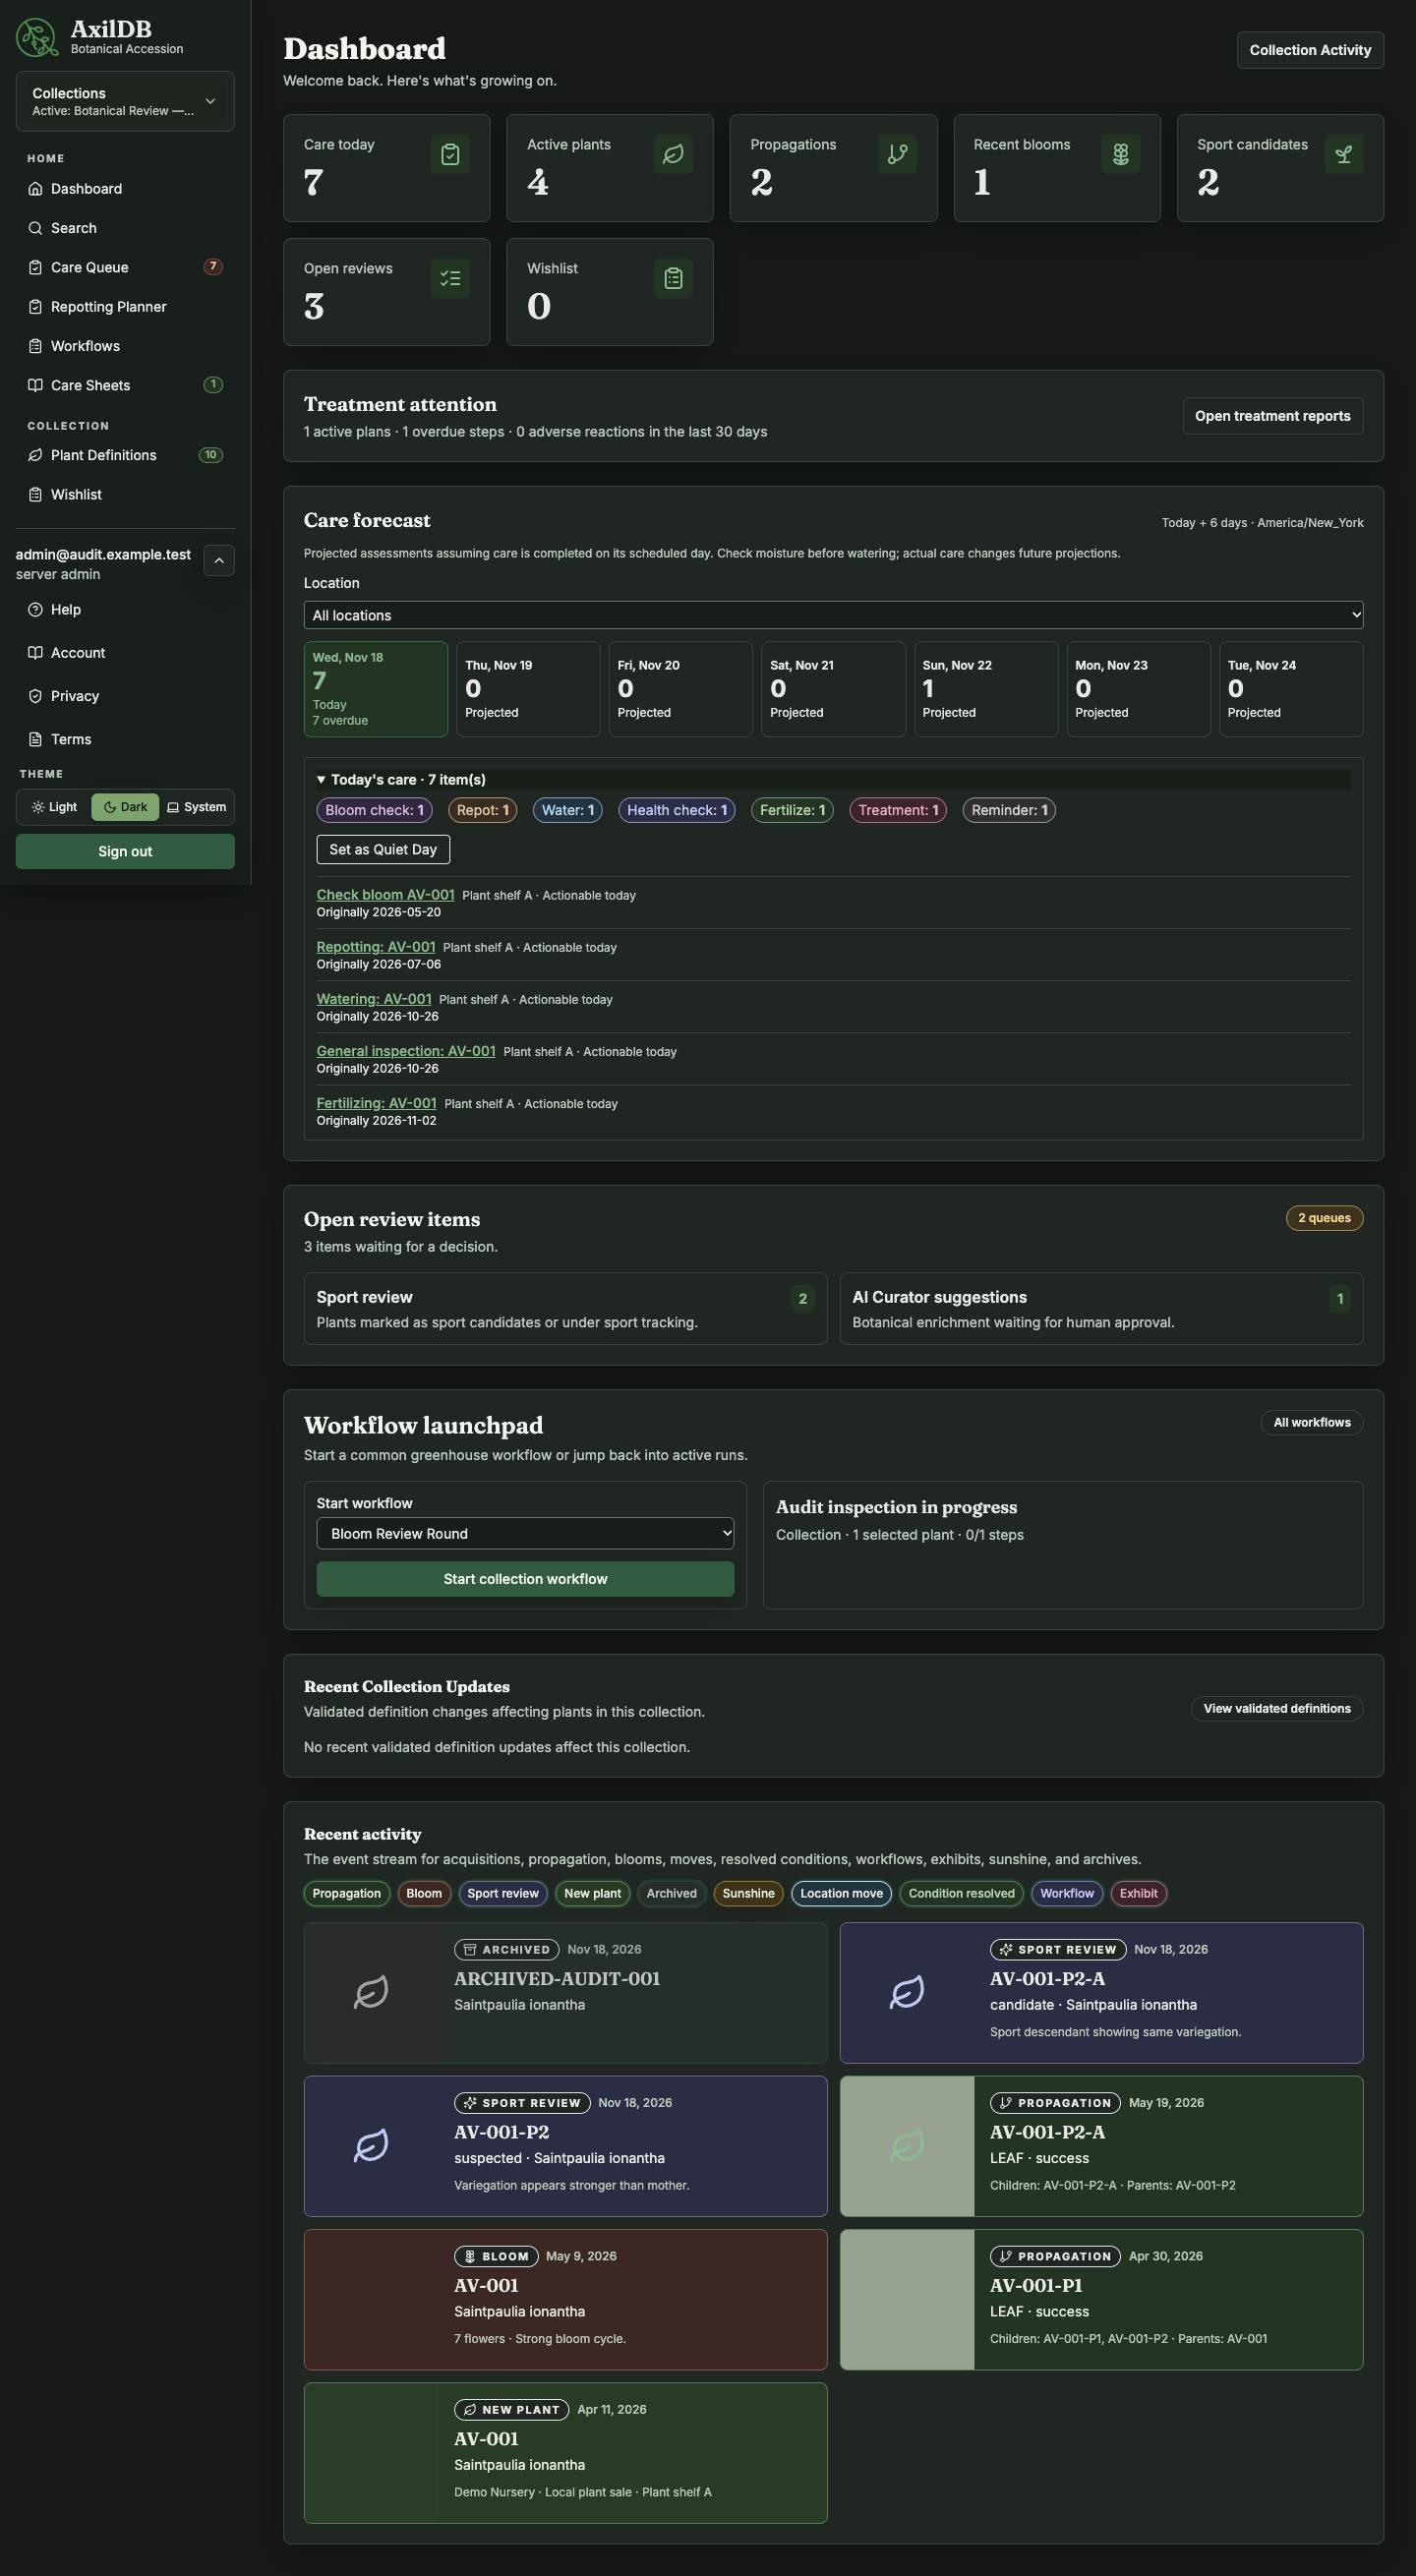 AxilDB
Botanical Accession
Collections
Active: Botanical Review —...
HOME
Dashboard
Search
Care Queue 7
Repotting Planner
Workflows
Care Sheets 1
COLLECTION
Plant Definitions 10
Wishlist
admin@audit.example.test
server admin
Help
Account
Privacy
Terms
THEME
Light Dark System
Sign out
Dashboard
Welcome back. Here's what's growing on.
Collection Activity
Care today
7
Active plants
4
Propagations
2
Recent blooms
1
Sport candidates
2
Open reviews
3
Wishlist
0
Treatment attention
1 active plans · 1 overdue steps · 0 adverse reactions in the last 30 days
Open treatment reports
Care forecast
Today + 6 days · America/New_York
Projected assessments assuming care is completed on its scheduled day. Check moisture before watering; actual care changes future projections.
Location
All locations
Wed, Nov 18
7
Today
7 overdue
Thu, Nov 19
0
Projected
Fri, Nov 20
0
Projected
Sat, Nov 21
0
Projected
Sun, Nov 22
1
Projected
Mon, Nov 23
0
Projected
Tue, Nov 24
0
Projected
Today's care · 7 item(s)
Bloom check: 1 Repot: 1 Water: 1 Health check: 1 Fertilize: 1 Treatment: 1 Reminder: 1
Set as Quiet Day
Check bloom AV-001 Plant shelf A · Actionable today
Originally 2026-05-20
Repotting: AV-001 Plant shelf A · Actionable today
Originally 2026-07-06
Watering: AV-001 Plant shelf A · Actionable today
Originally 2026-10-26
General inspection: AV-001 Plant shelf A · Actionable today
Originally 2026-10-26
Fertilizing: AV-001 Plant shelf A · Actionable today
Originally 2026-11-02
Open review items
2 queues
3 items waiting for a decision.
Sport review 2
Plants marked as sport candidates or under sport tracking.
AI Curator suggestions 1
Botanical enrichment waiting for human approval.
Workflow launchpad
All workflows
Start a common greenhouse workflow or jump back into active runs.
Start workflow
Bloom Review Round
Start collection workflow
Audit inspection in progress
Collection · 1 selected plant · 0/1 steps
Recent Collection Updates
Validated definition changes affecting plants in this collection.
View validated definitions
No recent validated definition updates affect this collection.
Recent activity
The event stream for acquisitions, propagation, blooms, moves, resolved conditions, workflows, exhibits, sunshine, and archives.
Propagation Bloom Sport review New plant Archived Sunshine Location move Condition resolved Workflow Exhibit
ARCHIVED Nov 18, 2026
ARCHIVED-AUDIT-001
Saintpaulia ionantha
SPORT REVIEW Nov 18, 2026
AV-001-P2-A
candidate · Saintpaulia ionantha
Sport descendant showing same variegation.
SPORT REVIEW Nov 18, 2026
AV-001-P2
suspected · Saintpaulia ionantha
Variegation appears stronger than mother.
PROPAGATION May 19, 2026
AV-001-P2-A
LEAF · success
Children: AV-001-P2-A · Parents: AV-001-P2
BLOOM May 9, 2026
AV-001
Saintpaulia ionantha
7 flowers · Strong bloom cycle.
PROPAGATION Apr 30, 2026
AV-001-P1
LEAF · success
Children: AV-001-P1, AV-001-P2 · Parents: AV-001
NEW PLANT Apr 11, 2026
AV-001
Saintpaulia ionantha
Demo Nursery · Local plant sale · Plant shelf A